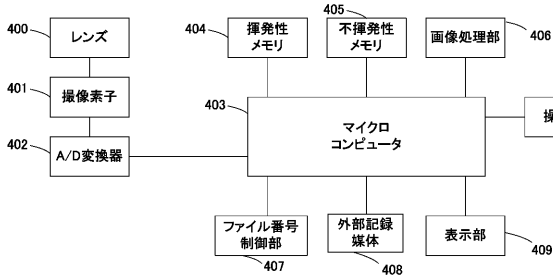 400
レンズ
404
揮発性
メモリ
405
不揮発性
メモリ
画像処理部
406
401
撮像素子
403
マイクロ
コンピュータ
402
A/D変換器
ファイル番号
制御部
407
外部記録
媒体
408
表示部
409